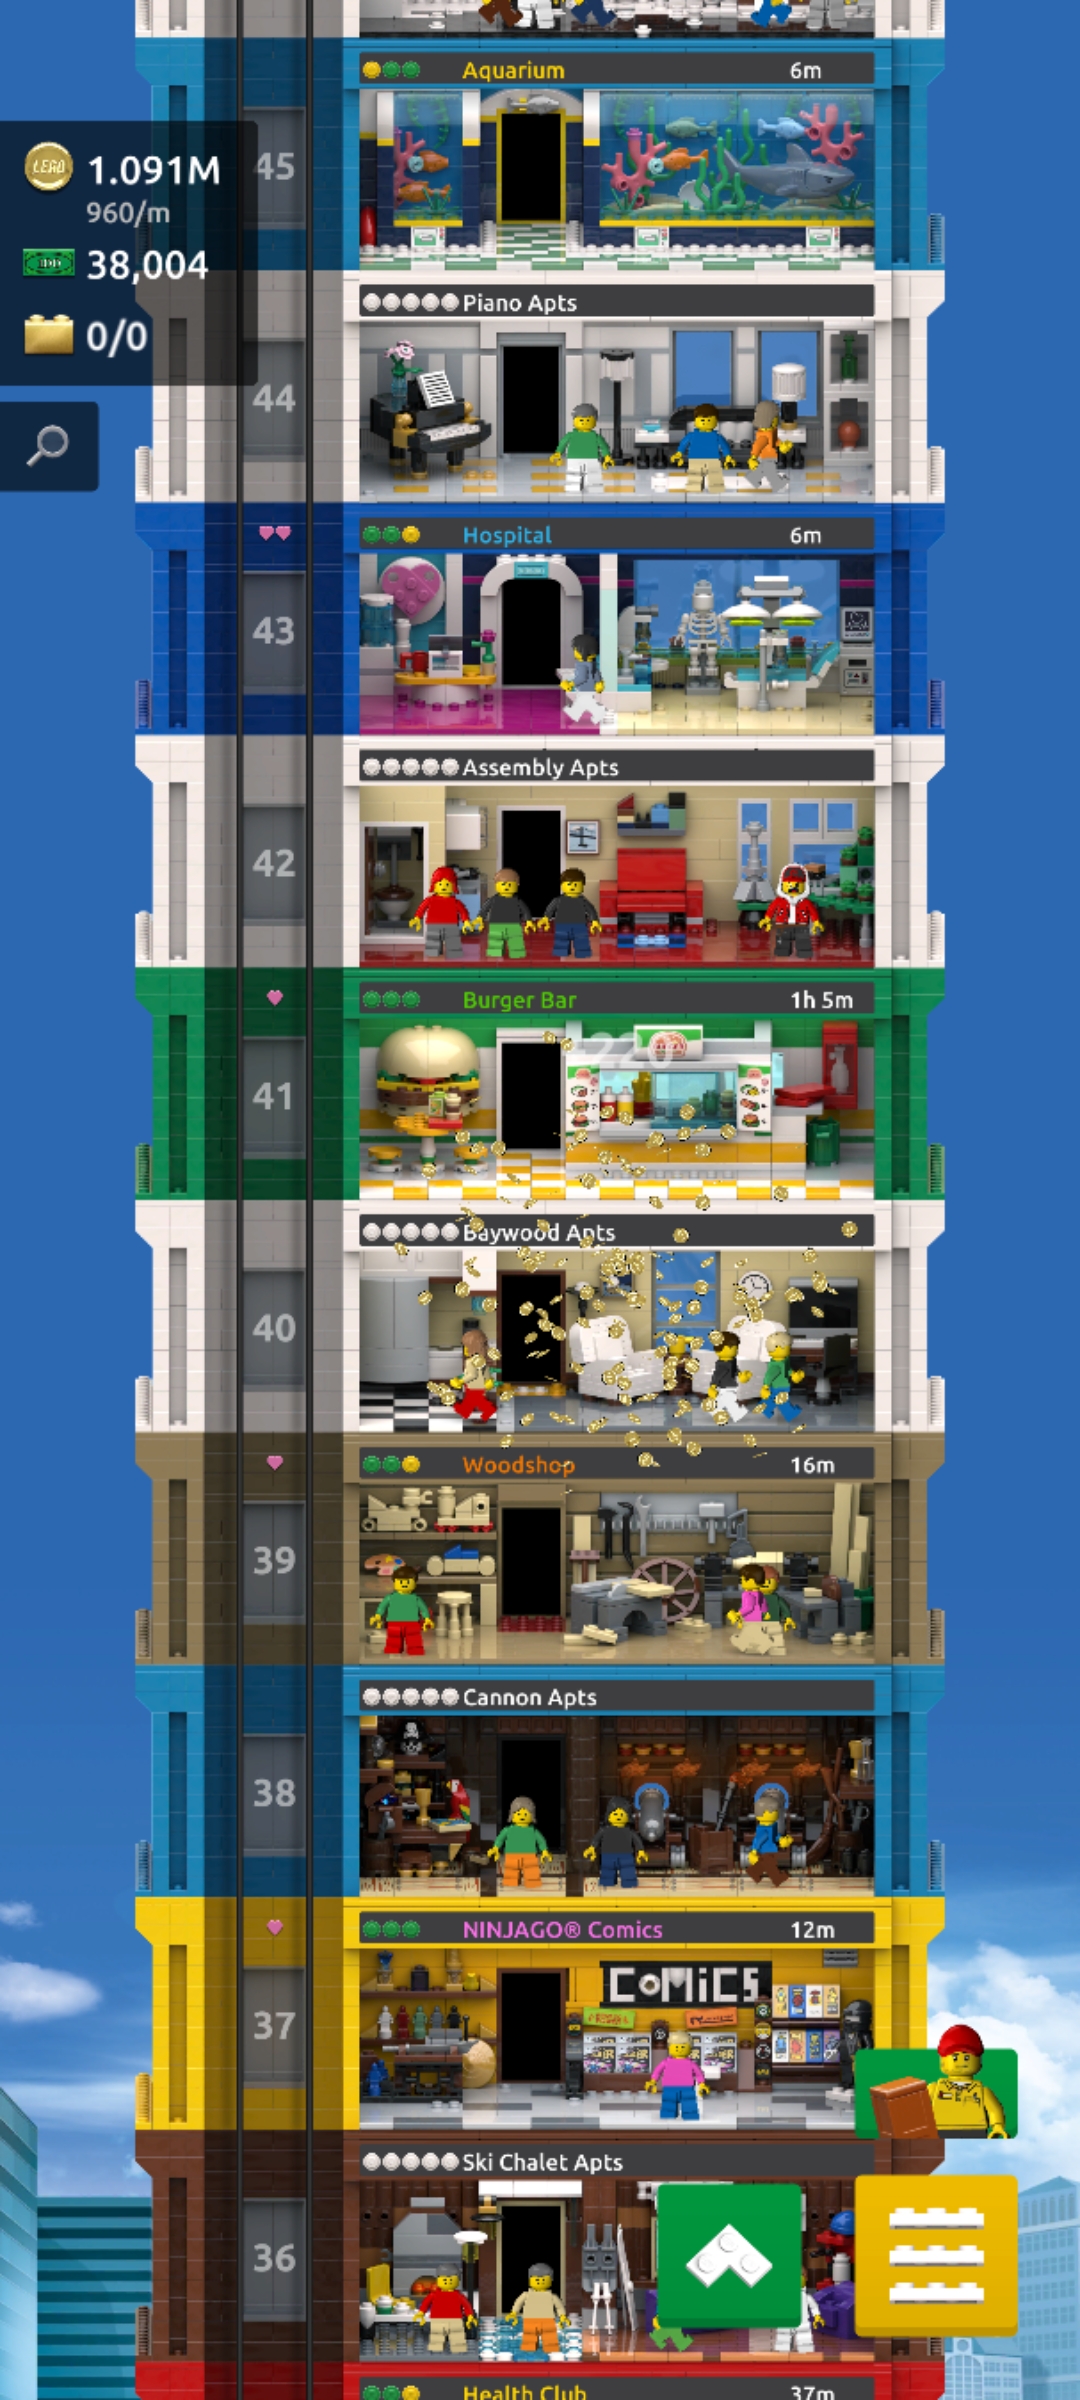 Aquarium 6m
45
LEGO 1.091M
960/m
38,004
0/0
Piano Apts
44
Hospital 6m
43
Assembly Apts
42
Burger Bar 1h 5m
41
Baywood Apts
40
Woodshop 16m
39
Cannon Apts
38
NINJAGO® Comics 12m
COMiCS
37
Ski Chalet Apts
36
Health Club 37m